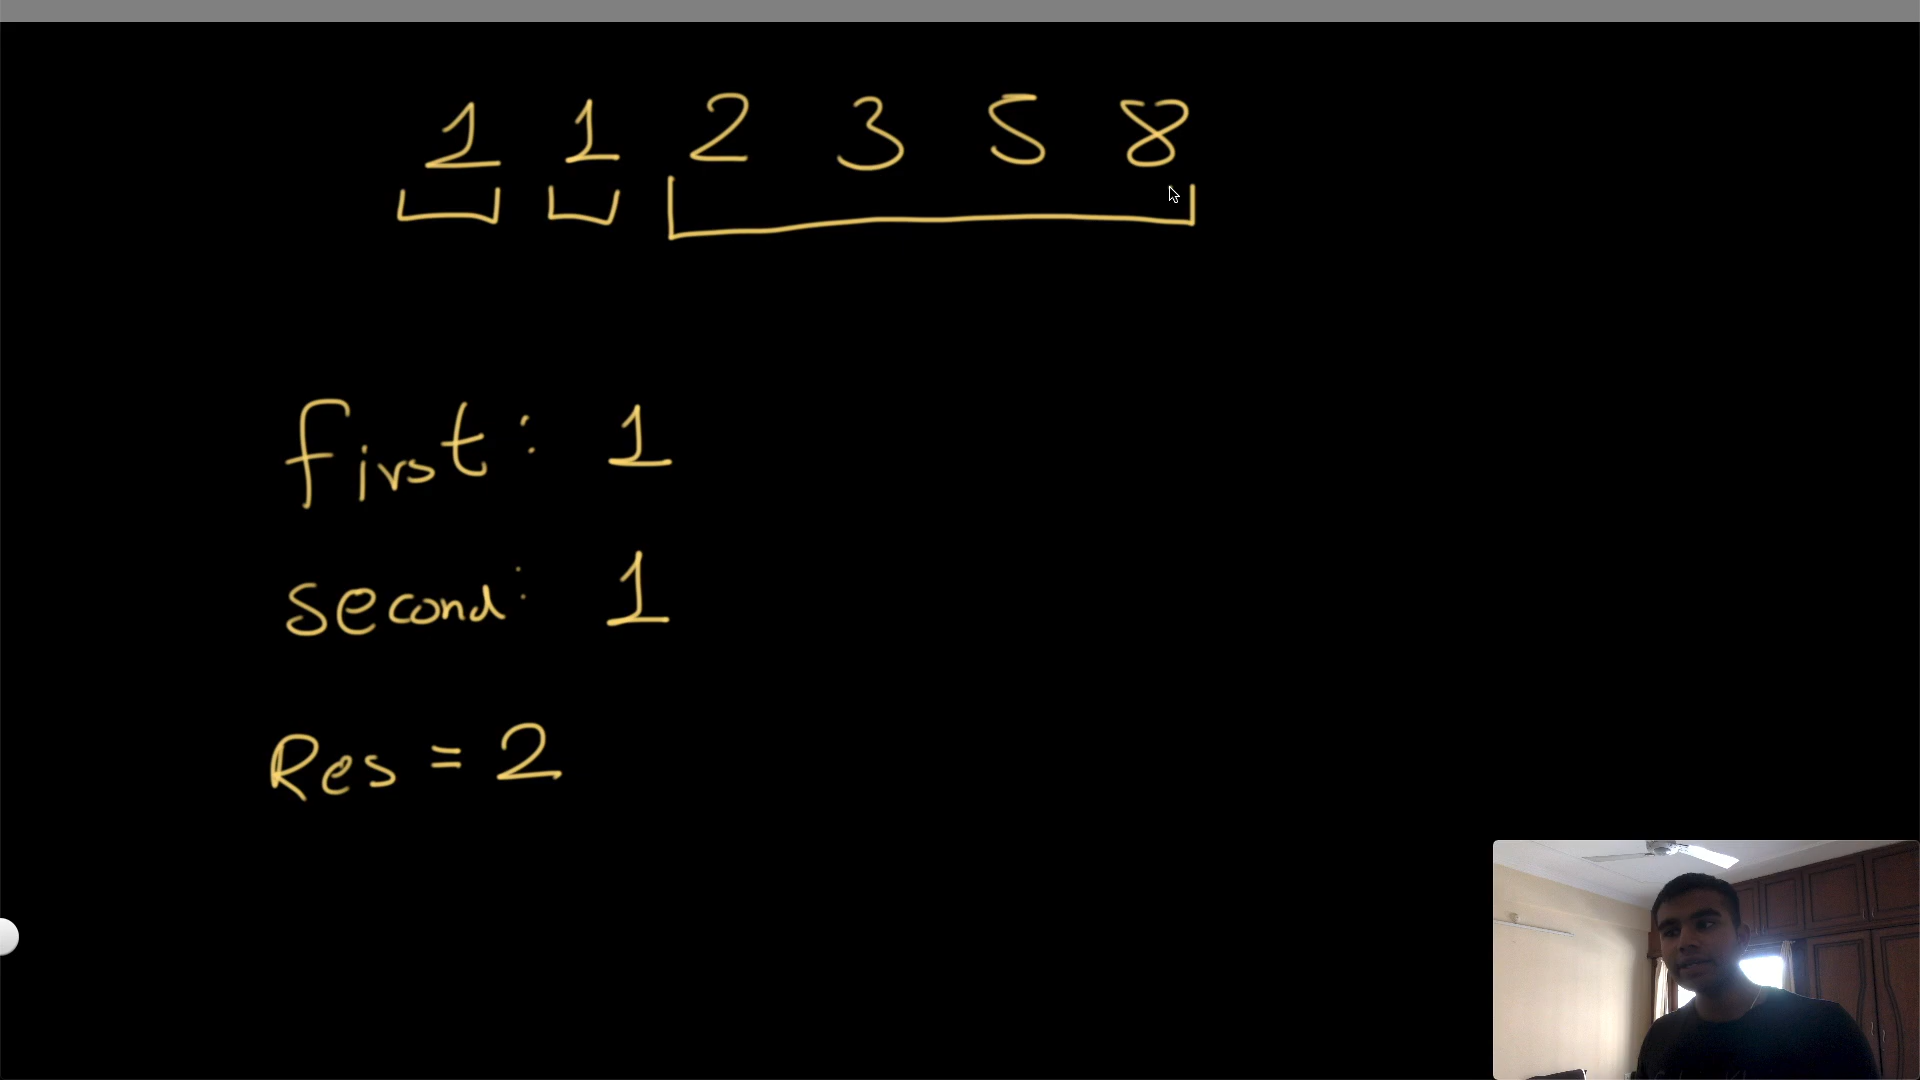 1 1 2 3 5 8
first: 1
second: 1
Res = 2